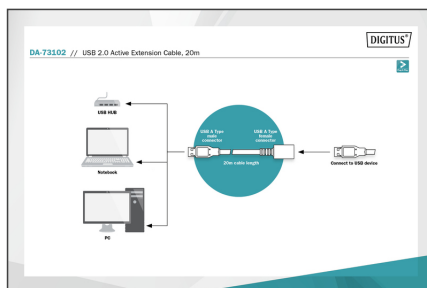 DIGITUS®
DA-73102 // USB 2.0 Active Extension Cable, 20m
USB HUB
USB A Type
male
connector
USB A Type
female
connector
20m cable length
Notebook
Connect to USB device
PC